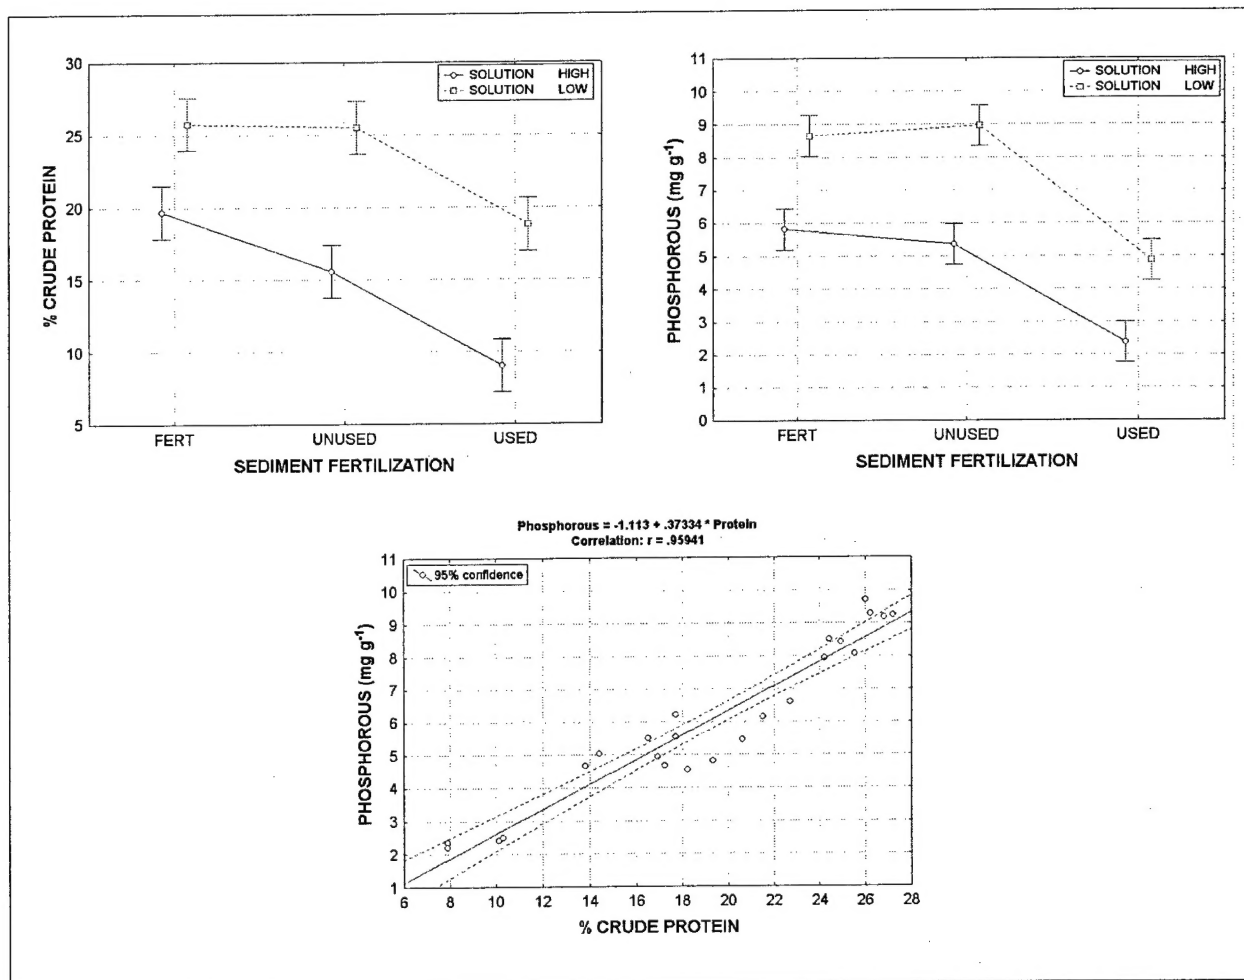 30
25
20
15
10
5
% CRUDE PROTEIN
SOLUTION HIGH
SOLUTION LOW
FERT UNUSED USED
SEDIMENT FERTILIZATION
11
10
9
8
7
6
5
4
3
2
1
0
PHOSPHOROUS (mg g-1)
SOLUTION HIGH
SOLUTION LOW
FERT UNUSED USED
SEDIMENT FERTILIZATION
Phosphorous = -1.113 + .37334 * Protein
Correlation: r = .95941
11
10
9
8
7
6
5
4
3
2
1
PHOSPHOROUS (mg g-1)
95% confidence
6 8 10 12 14 16 18 20 22 24 26 28
% CRUDE PROTEIN